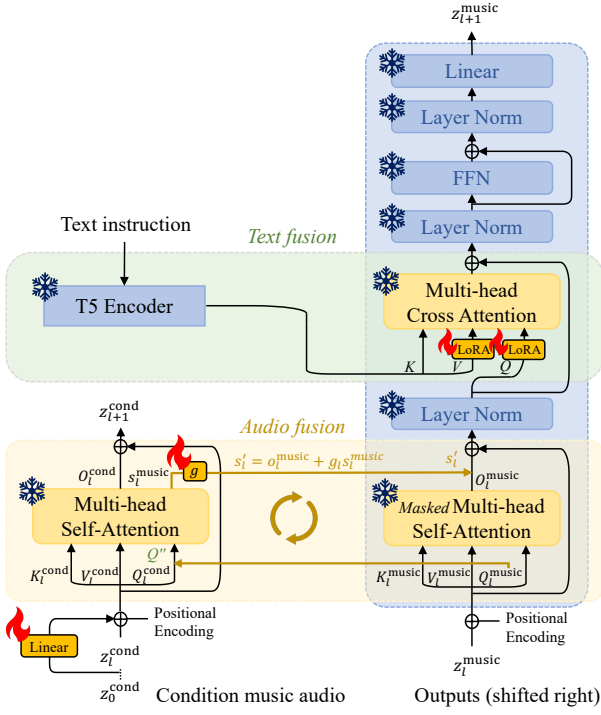 z_{l+1}^{music}
Linear
Layer Norm
FFN
Layer Norm
Text instruction
Text fusion
T5 Encoder
Multi-head
Cross Attention
LoRA
LoRA
K
V
Q
z_{l+1}^{cond}
Audio fusion
Layer Norm
O_l^{cond}
s_l^{music}
g
s_l' = o_l^{music} + g_l s_l^{music}
s_l'
O_l^{music}
Multi-head
Self-Attention
Masked Multi-head
Self-Attention
Q''
K_l^{cond}
V_l^{cond}
Q_l^{cond}
K_l^{music}
V_l^{music}
Q_l^{music}
Positional
Encoding
Positional
Encoding
Linear
z_l^{cond}
z_0^{cond}
z_l^{music}
Condition music audio
Outputs (shifted right)